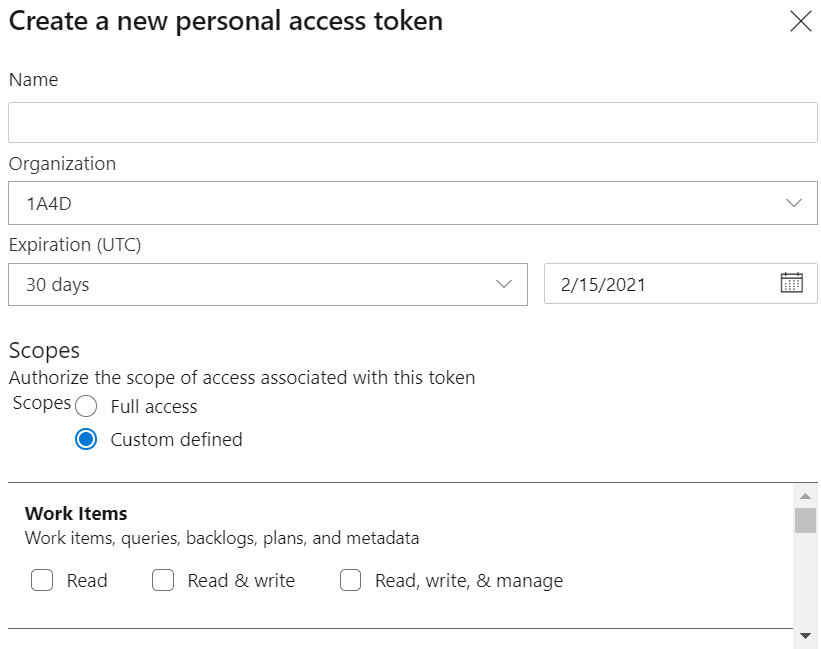 Create a new personal access token
Name
Organization
1A4D
Expiration (UTC)
30 days 2/15/2021
Scopes
Authorize the scope of access associated with this token
Scopes Full access
Custom defined
Work Items
Work items, queries, backlogs, plans, and metadata
Read Read & write Read, write, & manage